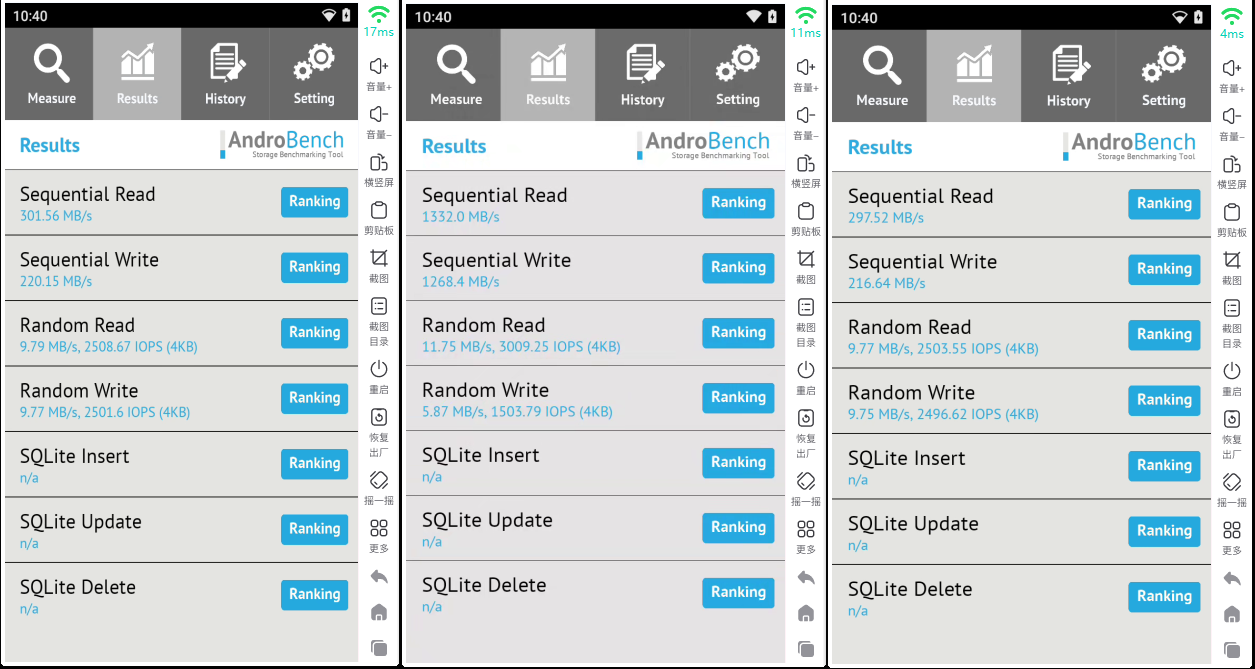 10:40
17ms
Measure
Results
History
Setting
Results
AndroBench
Storage Benchmarking Tool
Sequential Read
301.56 MB/s
Ranking
Sequential Write
220.15 MB/s
Ranking
Random Read
9.79 MB/s, 2508.67 IOPS (4KB)
Ranking
Random Write
9.77 MB/s, 2501.6 IOPS (4KB)
Ranking
SQLite Insert
n/a
Ranking
SQLite Update
n/a
Ranking
SQLite Delete
n/a
Ranking
音量+
音量-
横竖屏
剪贴板
截图
截图
目录
重启
恢复
出厂
摇一摇
更多
10:40
11ms
Measure
Results
History
Setting
Results
AndroBench
Storage Benchmarking Tool
Sequential Read
1332.0 MB/s
Ranking
Sequential Write
1268.4 MB/s
Ranking
Random Read
11.75 MB/s, 3009.25 IOPS (4KB)
Ranking
Random Write
5.87 MB/s, 1503.79 IOPS (4KB)
Ranking
SQLite Insert
n/a
Ranking
SQLite Update
n/a
Ranking
SQLite Delete
n/a
Ranking
音量+
音量-
横竖屏
剪贴板
截图
截图
目录
重启
恢复
出厂
摇一摇
更多
10:40
4ms
Measure
Results
History
Setting
Results
AndroBench
Storage Benchmarking Tool
Sequential Read
297.52 MB/s
Ranking
Sequential Write
216.64 MB/s
Ranking
Random Read
9.77 MB/s, 2503.55 IOPS (4KB)
Ranking
Random Write
9.75 MB/s, 2496.62 IOPS (4KB)
Ranking
SQLite Insert
n/a
Ranking
SQLite Update
n/a
Ranking
SQLite Delete
n/a
Ranking
音量+
音量-
横竖屏
剪贴板
截图
截图
目录
重启
恢复
出厂
摇一摇
更多